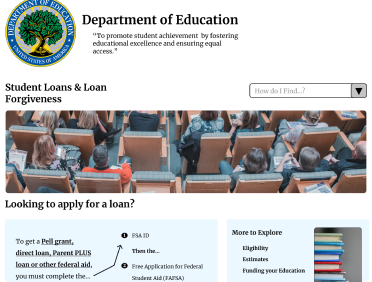 DEPARTMENT OF EDUCATION
UNITED STATES OF AMERICA
Department of Education
"To promote student achievement by fostering
educational excellence and ensuring equal
access."
Student Loans & Loan
Forgiveness
How do I Find...?
Looking to apply for a loan?
To get a Pell grant,
direct loan, Parent PLUS
loan or other federal aid,
you must complete the...
1 FSA ID
Then the...
2 Free Application for Federal
Student Aid (FAFSA)
More to Explore
Eligibility
Estimates
Funding your Education